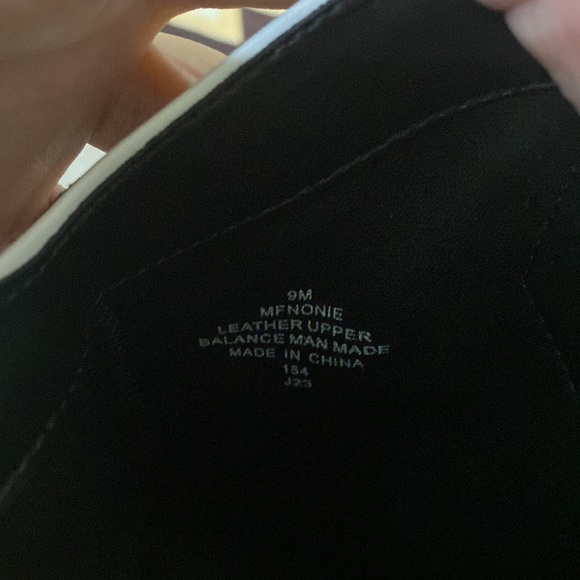 9M
MFNONIE
LEATHER UPPER
BALANCE MAN MADE
MADE IN CHINA
154
J23